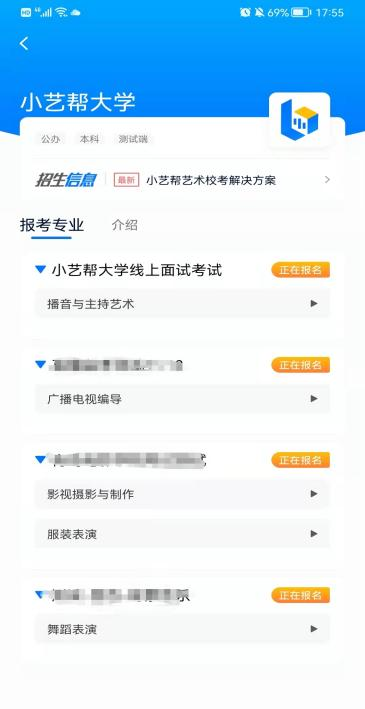 HD 4G 69% 17:55
小艺帮大学
公办 本科 测试端
招生信息 最新 小艺帮艺术校考解决方案
报考专业 介绍
小艺帮大学线上面试考试 正在报名
播音与主持艺术
正在报名
广播电视编导
正在报名
影视摄影与制作
服装表演
正在报名
舞蹈表演